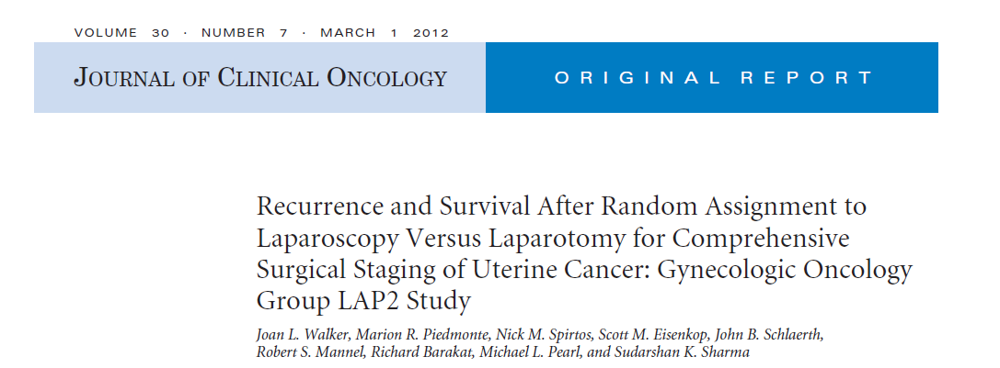 VOLUME 30 · NUMBER 7 · MARCH 1 2012
JOURNAL OF CLINICAL ONCOLOGY
ORIGINAL REPORT
Recurrence and Survival After Random Assignment to
Laparoscopy Versus Laparotomy for Comprehensive
Surgical Staging of Uterine Cancer: Gynecologic Oncology
Group LAP2 Study
Joan L. Walker, Marion R. Piedmonte, Nick M. Spirtos, Scott M. Eisenkop, John B. Schlaerth,
Robert S. Mannel, Richard Barakat, Michael L. Pearl, and Sudarshan K. Sharma